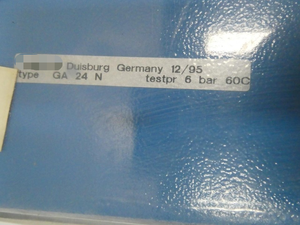 Duisburg Germany 12/95
type GA 24 N testpr 6 bar 60C